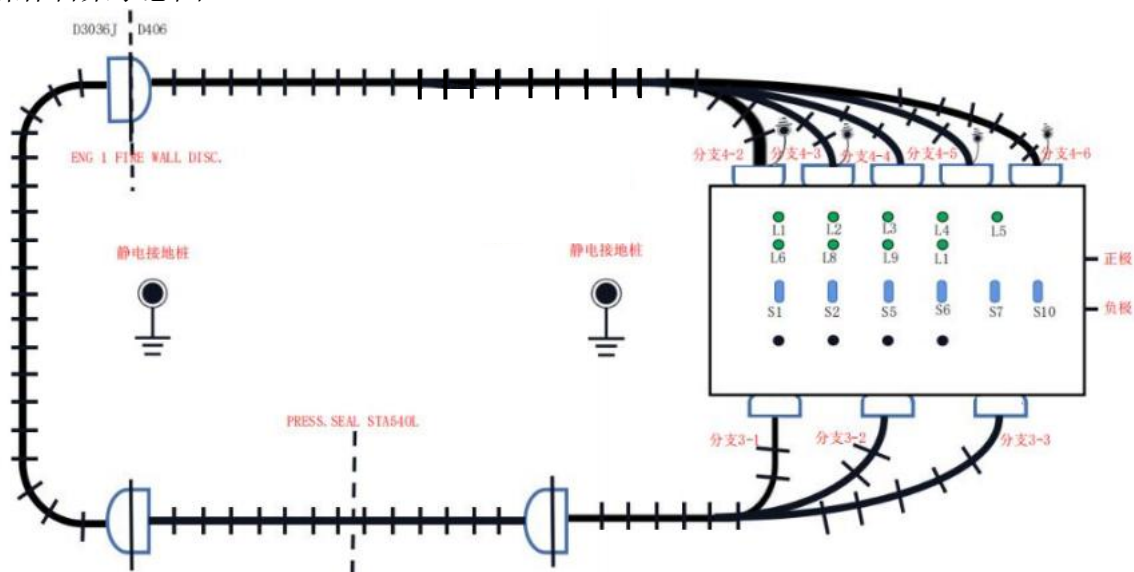 D3036J D406
ENG 1 FIRE WALL DISC.
分支4-2
分支4-3
分支4-4
分支4-5
分支4-6
静电接地桩
静电接地桩
L1 L2 L3 L4 L5
L6 L8 L9 L1
正极
S1 S2 S5 S6 S7 S10
负极
PRESS.SEAL STA540L
分支3-1
分支3-2
分支3-3